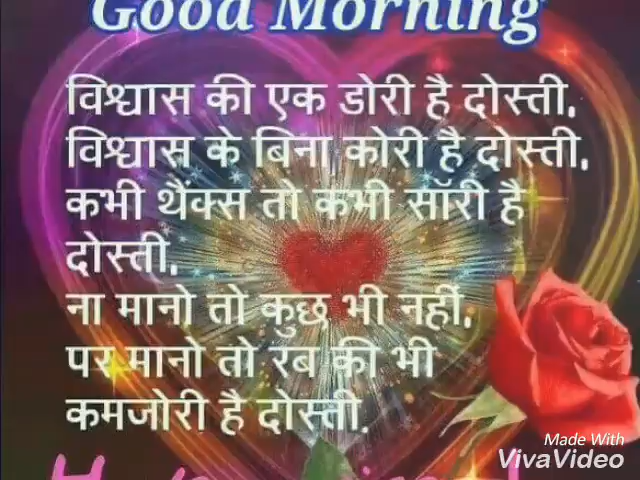 Good Morning
विश्वास की एक डोरी है दोस्ती,
विश्वास के बिना कोरी है दोस्ती,
कभी थैंक्स तो कभी सॉरी है
दोस्ती,
ना मानो तो कुछ भी नहीं,
पर मानो तो रब की भी
कमजोरी है दोस्ती.
Made With
VivaVideo